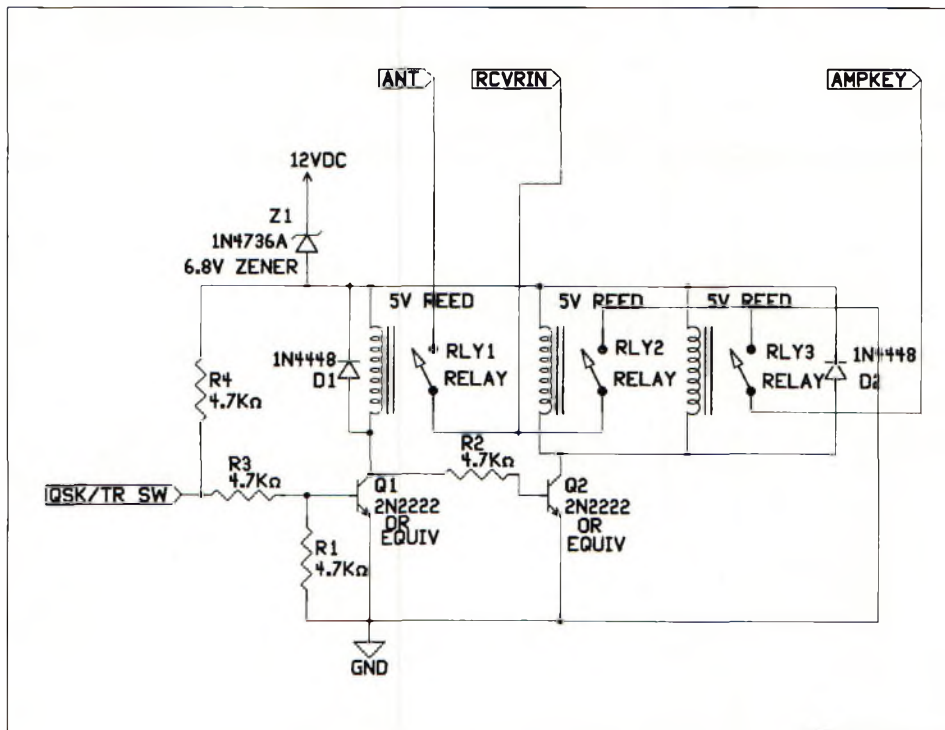 ANT
RCVRIN
AMPKEY
12VDC
Z1
1N4736A
6.8V ZENER
5V REED
5V REED
5V REED
1N4448
D1
RLY1
RELAY
RLY2
RELAY
RLY3
RELAY
1N4448
D2
R4
4.7KΩ
R3
4.7KΩ
R2
4.7KΩ
QSK/TR SW
Q1
2N2222
OR
EQUIV
Q2
2N2222
OR
EQUIV
R1
4.7KΩ
GND